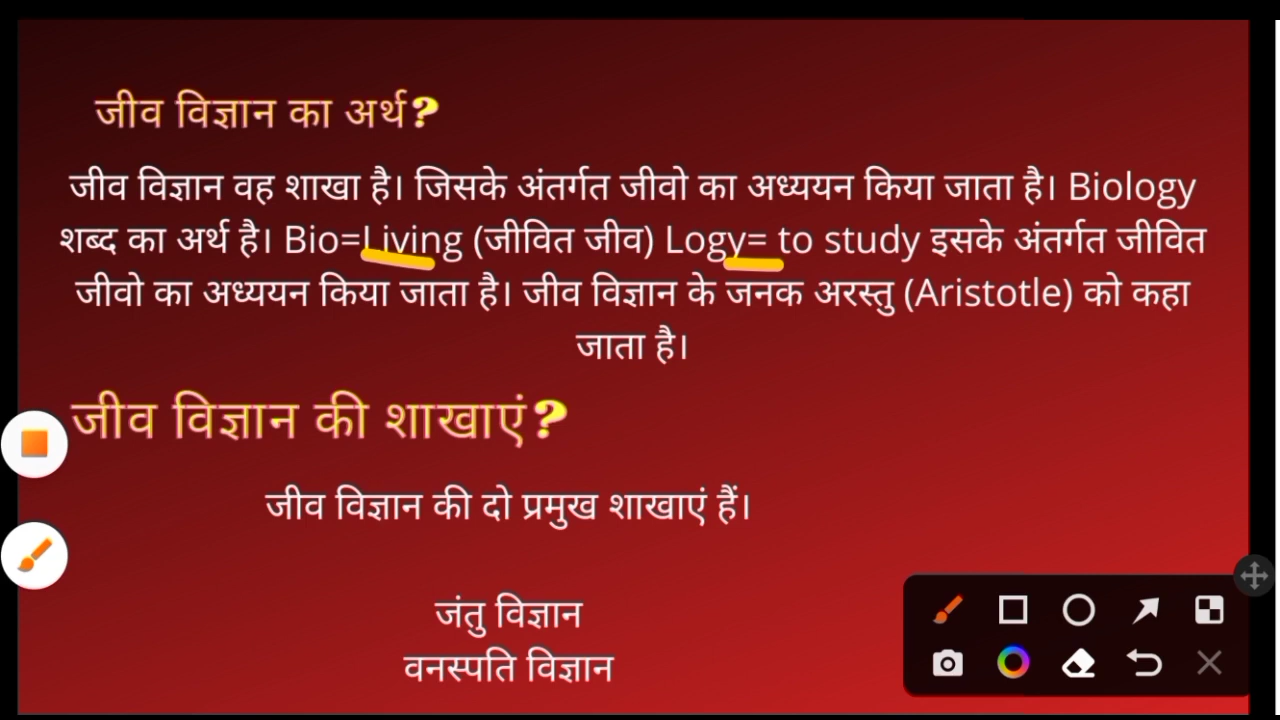 जीव विज्ञान का अर्थ?
जीव विज्ञान वह शाखा है। जिसके अंतर्गत जीवो का अध्ययन किया जाता है। Biology
शब्द का अर्थ है। Bio=Living (जीवित जीव) Logy= to study इसके अंतर्गत जीवित
जीवो का अध्ययन किया जाता है। जीव विज्ञान के जनक अरस्तु (Aristotle) को कहा
जाता है।
जीव विज्ञान की शाखाएं?
जीव विज्ञान की दो प्रमुख शाखाएं हैं।
जंतु विज्ञान
वनस्पति विज्ञान